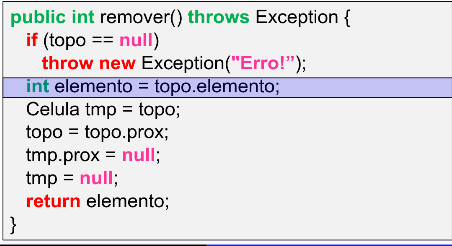 public int remover() throws Exception {
if (topo == null)
throw new Exception("Erro!”);
int elemento = topo.elemento;
Celula tmp = topo;
topo = topo.prox;
tmp.prox = null;
tmp = null;
return elemento;
}